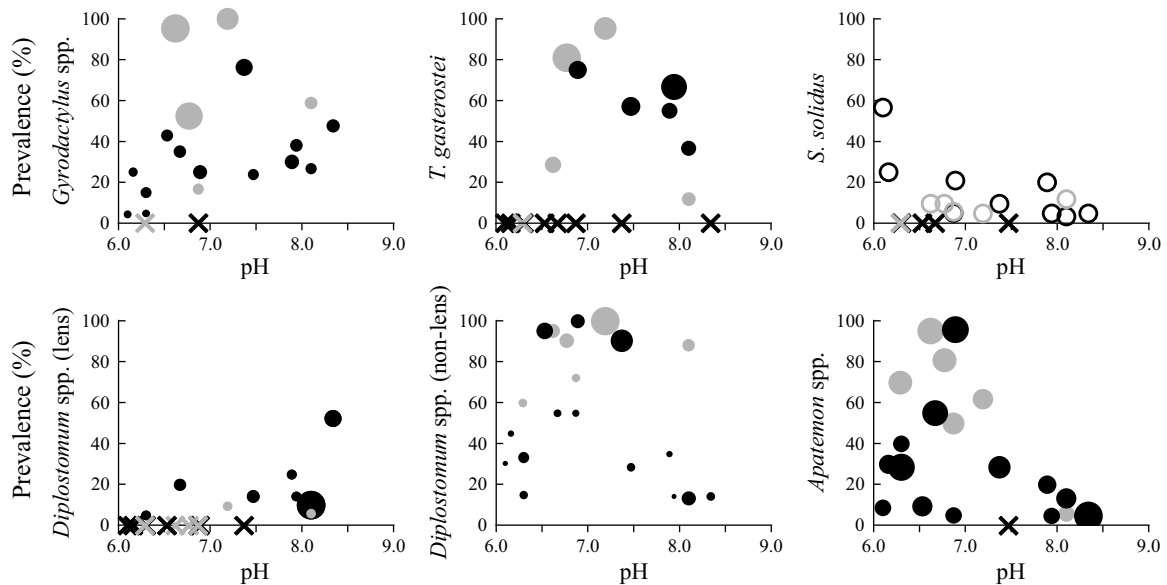 Prevalence (%)
Gyrodactylus spp.
100
80
60
40
20
0
6.0 7.0 8.0 9.0
pH
T. gasterostei
100
80
60
40
20
0
6.0 7.0 8.0 9.0
pH
S. solidus
100
80
60
40
20
0
6.0 7.0 8.0 9.0
pH
Prevalence (%)
Diplostomum spp. (lens)
100
80
60
40
20
0
6.0 7.0 8.0 9.0
pH
Diplostomum spp. (non-lens)
100
80
60
40
20
0
6.0 7.0 8.0 9.0
pH
Apatemon spp.
100
80
60
40
20
0
6.0 7.0 8.0 9.0
pH